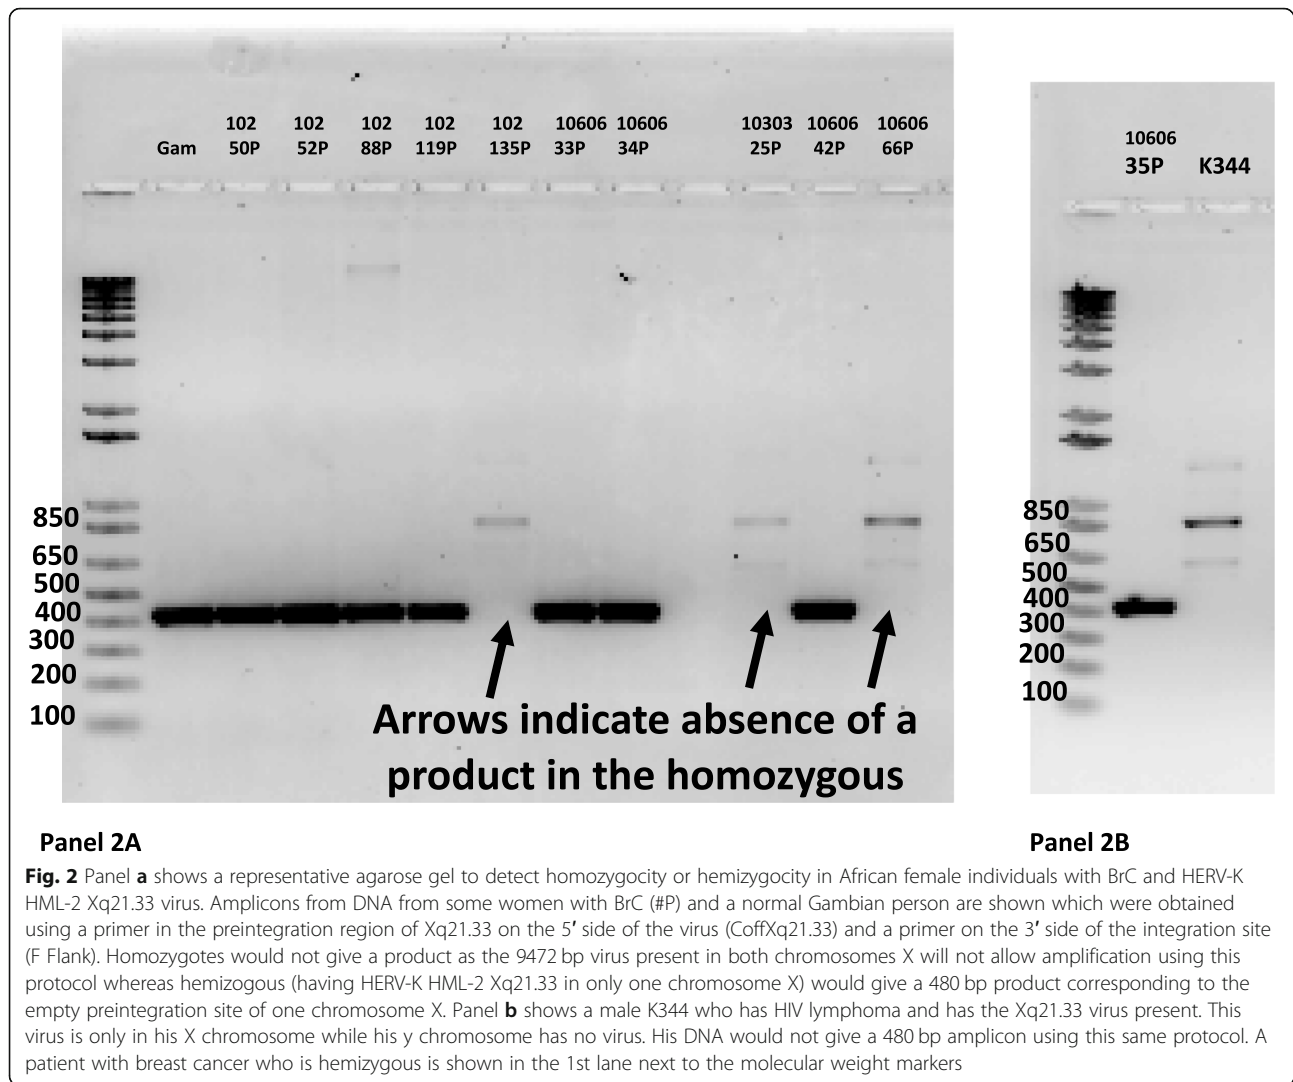 102 102 102 102 102 10606 10606 10303 10606 10606
Gam 50P 52P 88P 119P 135P 33P 34P 25P 42P 66P
10606
35P K344
850
650
500
400
300
200
100
850
650
500
400
300
200
100
Arrows indicate absence of a
product in the homozygous
Panel 2A
Panel 2B
Fig. 2 Panel a shows a representative agarose gel to detect homozygocity or hemizygocity in African female individuals with BrC and HERV-K
HML-2 Xq21.33 virus. Amplicons from DNA from some women with BrC (#P) and a normal Gambian person are shown which were obtained
using a primer in the preintegration region of Xq21.33 on the 5′ side of the virus (CoffXq21.33) and a primer on the 3′ side of the integration site
(F Flank). Homozygotes would not give a product as the 9472 bp virus present in both chromosomes X will not allow amplification using this
protocol whereas hemizogous (having HERV-K HML-2 Xq21.33 in only one chromosome X) would give a 480 bp product corresponding to the
empty preintegration site of one chromosome X. Panel b shows a male K344 who has HIV lymphoma and has the Xq21.33 virus present. This
virus is only in his X chromosome while his y chromosome has no virus. His DNA would not give a 480 bp amplicon using this same protocol. A
patient with breast cancer who is hemizygous is shown in the 1st lane next to the molecular weight markers